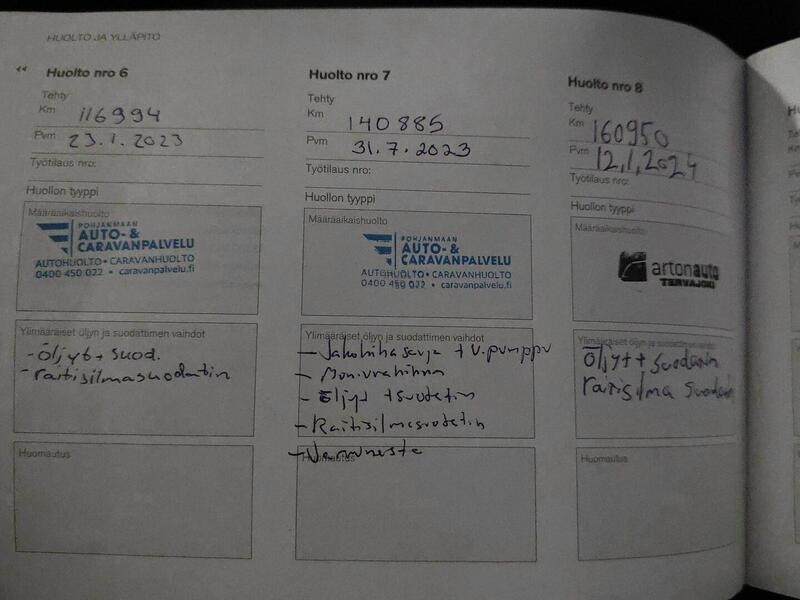 HUOLTO JA YLLÄPITO
“ Huolto nro 6
Tehty
Km 116994
Pvm 23.1.2023
Työtilaus nro:
Huollon tyyppi
Määräaikaishuolto
POHJANMAAN
AUTO- &
CARAVANPALVELU
AUTOHUOLTO • CARAVANHUOLTO
0400 450 022 • caravanpalvelu.fi
Ylimääräiset öljyn ja suodattimen vaihdot
- öljyt + suod.
- raitisilmasuodatin
Huomautus
Huolto nro 7
Tehty
Km 140885
Pvm 31.7.2023
Työtilaus nro:
Huollon tyyppi
Määräaikaishuolto
POHJANMAAN
AUTO- &
CARAVANPALVELU
AUTOHUOLTO • CARAVANHUOLTO
0400 450 022 • caravanpalvelu.fi
Ylimääräiset öljyn ja suodattimen vaihdot
- Jakohihnasarja + V.pumppu
- Moniurahihna
- öljyt + suodatin
- Raitisilmasuodatin
- Jarruneste
Huomautus
Huolto nro 8
Tehty
Km 160950
Pvm 12,1,2024
Työtilaus nro:
Huollon tyyppi
Määräaikaishuolto
artonauto
TERVAJOKI
Ylimääräiset öljyn ja suodattimen vaihdot
öljyt + suodatin
raitisilma suodatin
Huomautus